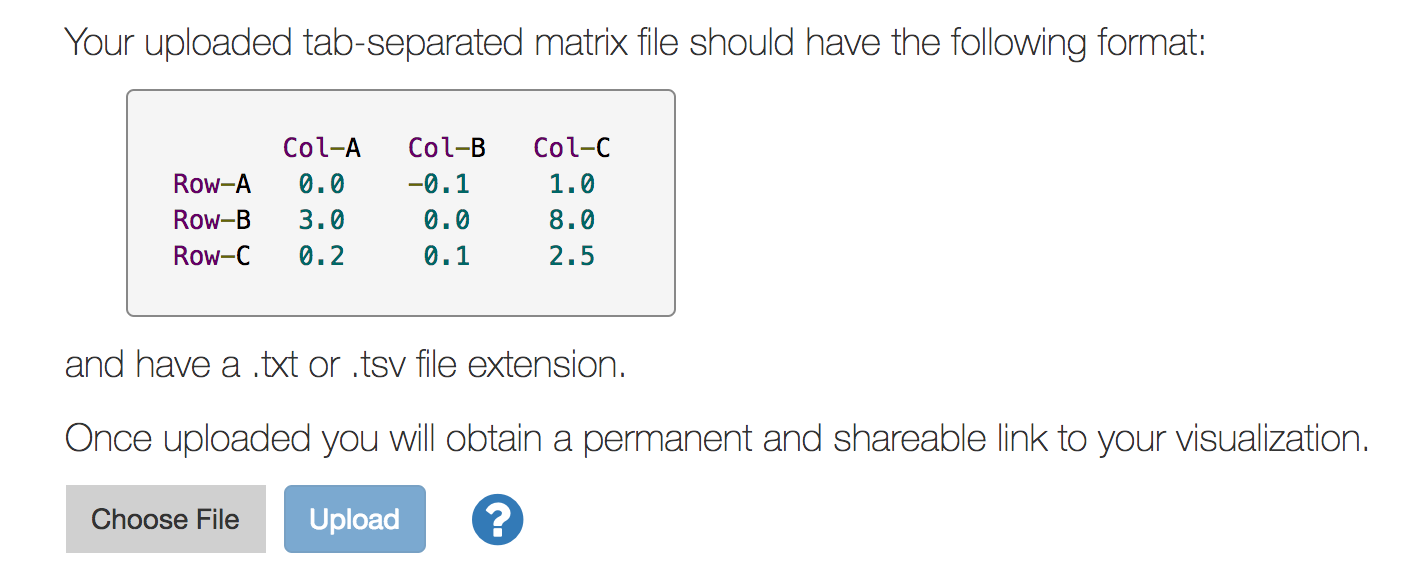 Your uploaded tab-separated matrix file should have the following format:
Col-A Col-B Col-C
Row-A 0.0 -0.1 1.0
Row-B 3.0 0.0 8.0
Row-C 0.2 0.1 2.5
and have a .txt or .tsv file extension.
Once uploaded you will obtain a permanent and shareable link to your visualization.
Choose File Upload ?